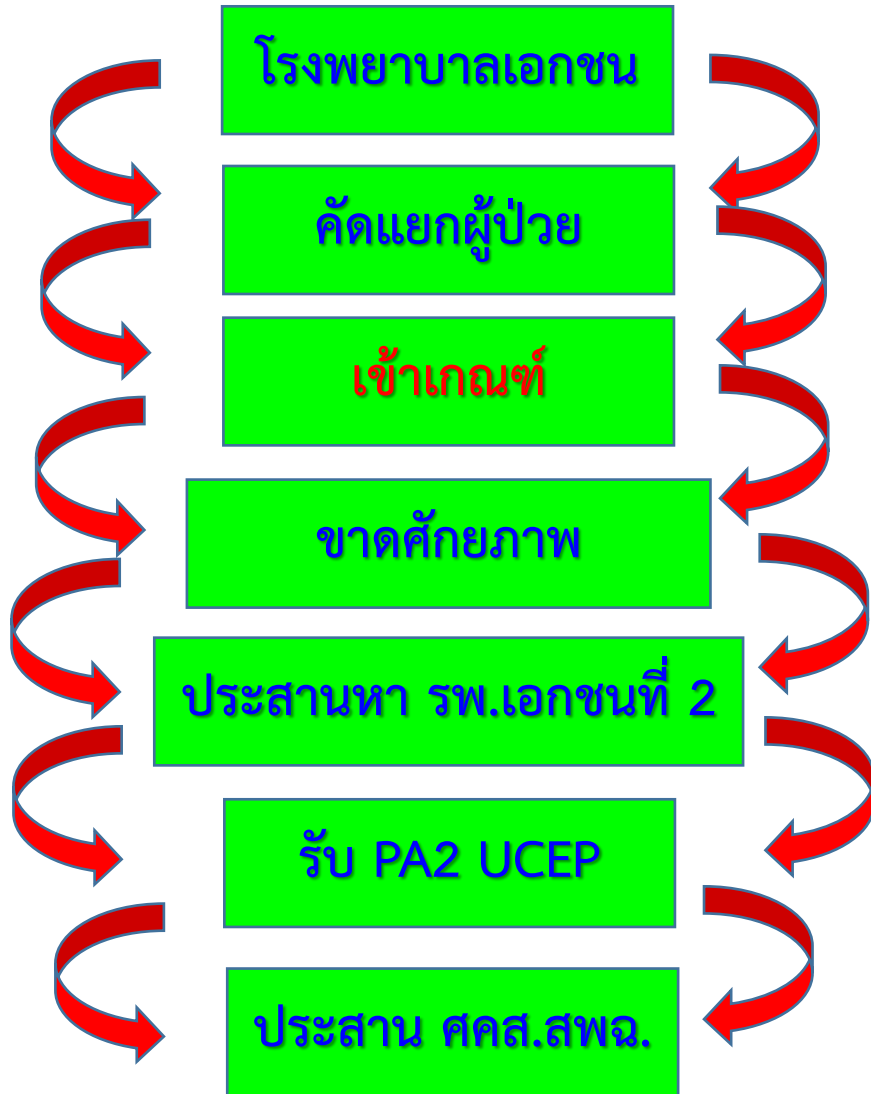 โรงพยาบาลเอกชน
คัดแยกผู้ป่วย
เข้าเกณฑ์
ขาดศักยภาพ
ประสานหา รพ.เอกชนที่ 2
รับ PA2 UCEP
ประสาน ศคส.สพฉ.